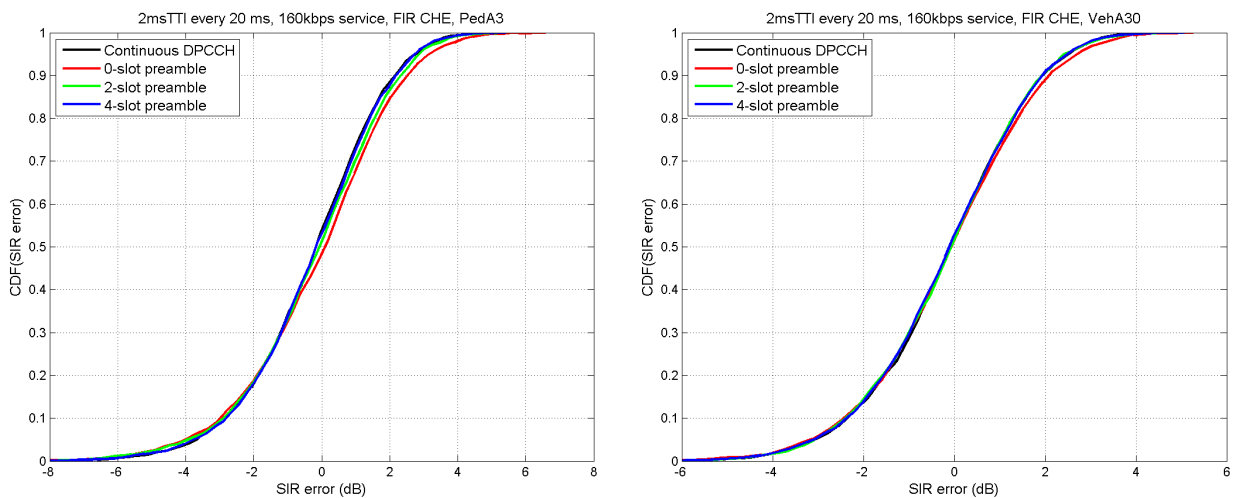 2msTTI every 20 ms, 160kbps service, FIR CHE, PedA3
Continuous DPCCH
0-slot preamble
2-slot preamble
4-slot preamble
1
0.9
0.8
0.7
0.6
0.5
0.4
0.3
0.2
0.1
0
CDF(SIR error)
-8 -6 -4 -2 0 2 4 6 8
SIR error (dB)
2msTTI every 20 ms, 160kbps service, FIR CHE, VehA30
Continuous DPCCH
0-slot preamble
2-slot preamble
4-slot preamble
1
0.9
0.8
0.7
0.6
0.5
0.4
0.3
0.2
0.1
0
CDF(SIR error)
-6 -4 -2 0 2 4 6
SIR error (dB)